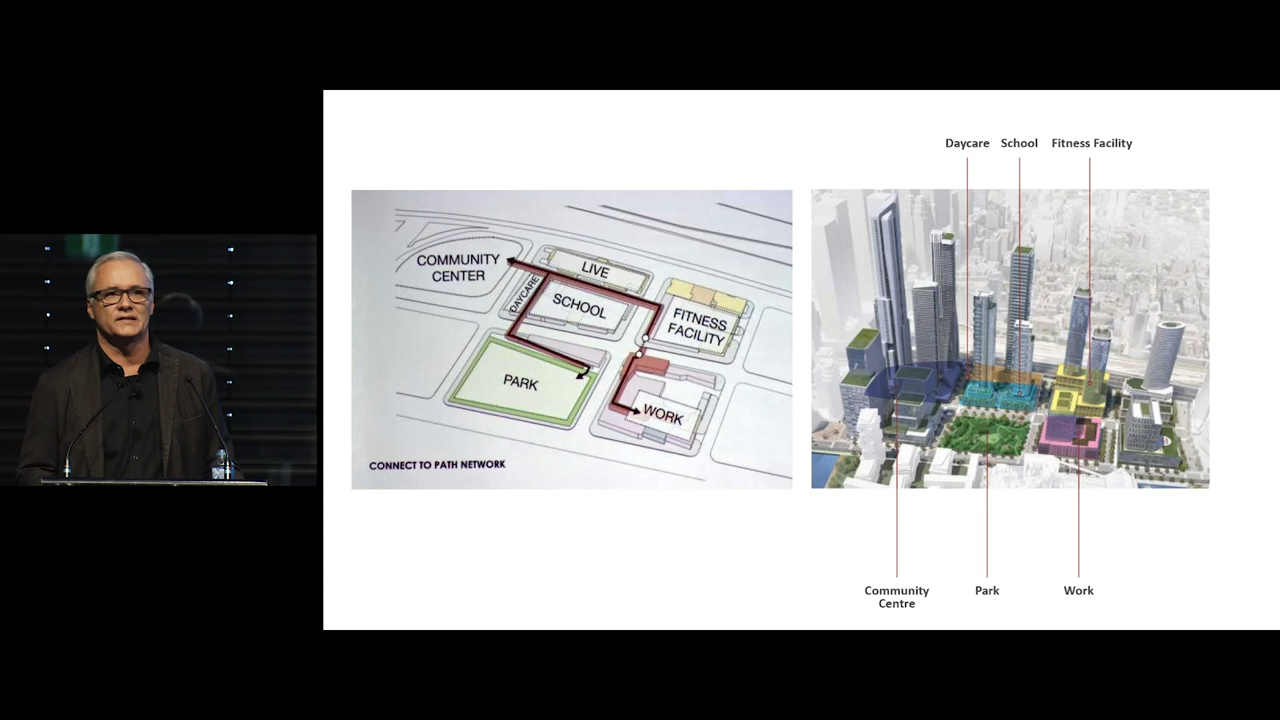 COMMUNITY
CENTER
LIVE
DAYCARE
SCHOOL
FITNESS
FACILITY
PARK
WORK
CONNECT TO PATH NETWORK
Daycare
School
Fitness Facility
Community
Centre
Park
Work